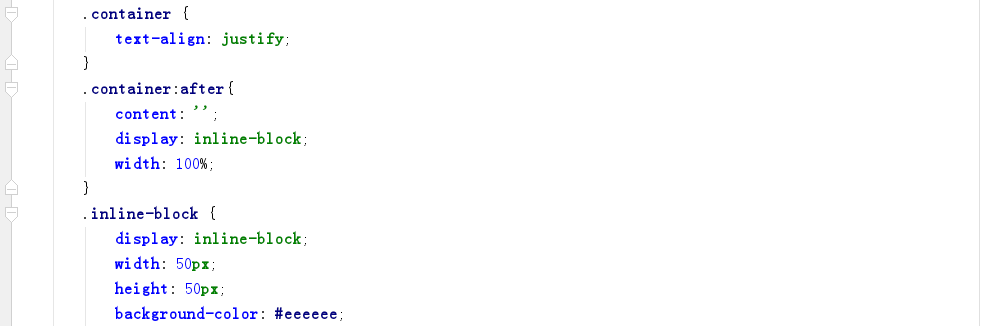 .container {
text-align: justify;
}
.container:after{
content: '';
display: inline-block;
width: 100%;
}
.inline-block {
display: inline-block;
width: 50px;
height: 50px;
background-color: #eeeeee;